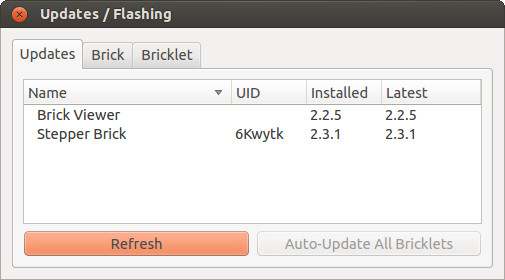 Updates / Flashing
Updates Brick Bricklet
Name UID Installed Latest
Brick Viewer 2.2.5 2.2.5
Stepper Brick 6Kwytk 2.3.1 2.3.1
Refresh Auto-Update All Bricklets